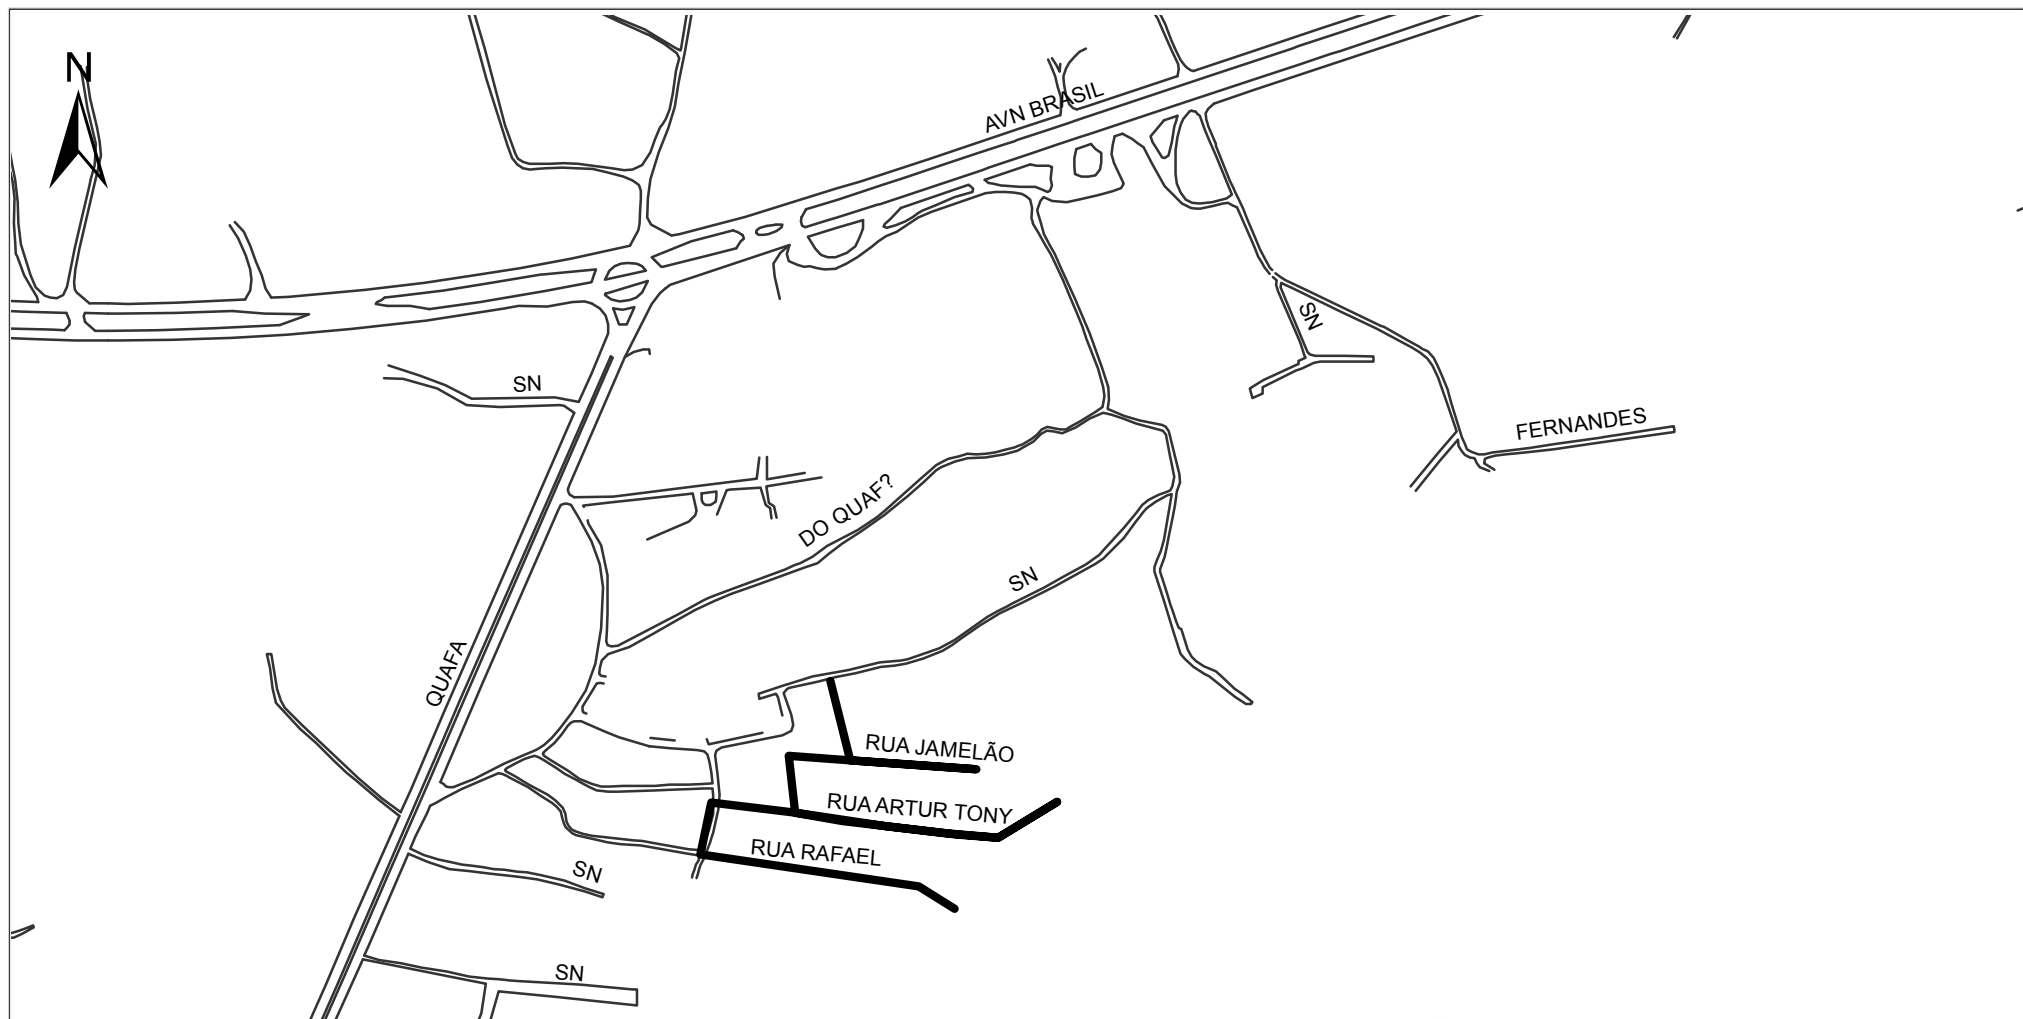 N
AVN BRASIL
SN
SN
FERNANDES
DO QUAF?
SN
QUAFA
RUA JAMELÃO
RUA ARTUR TONY
RUA RAFAEL
SN
SN